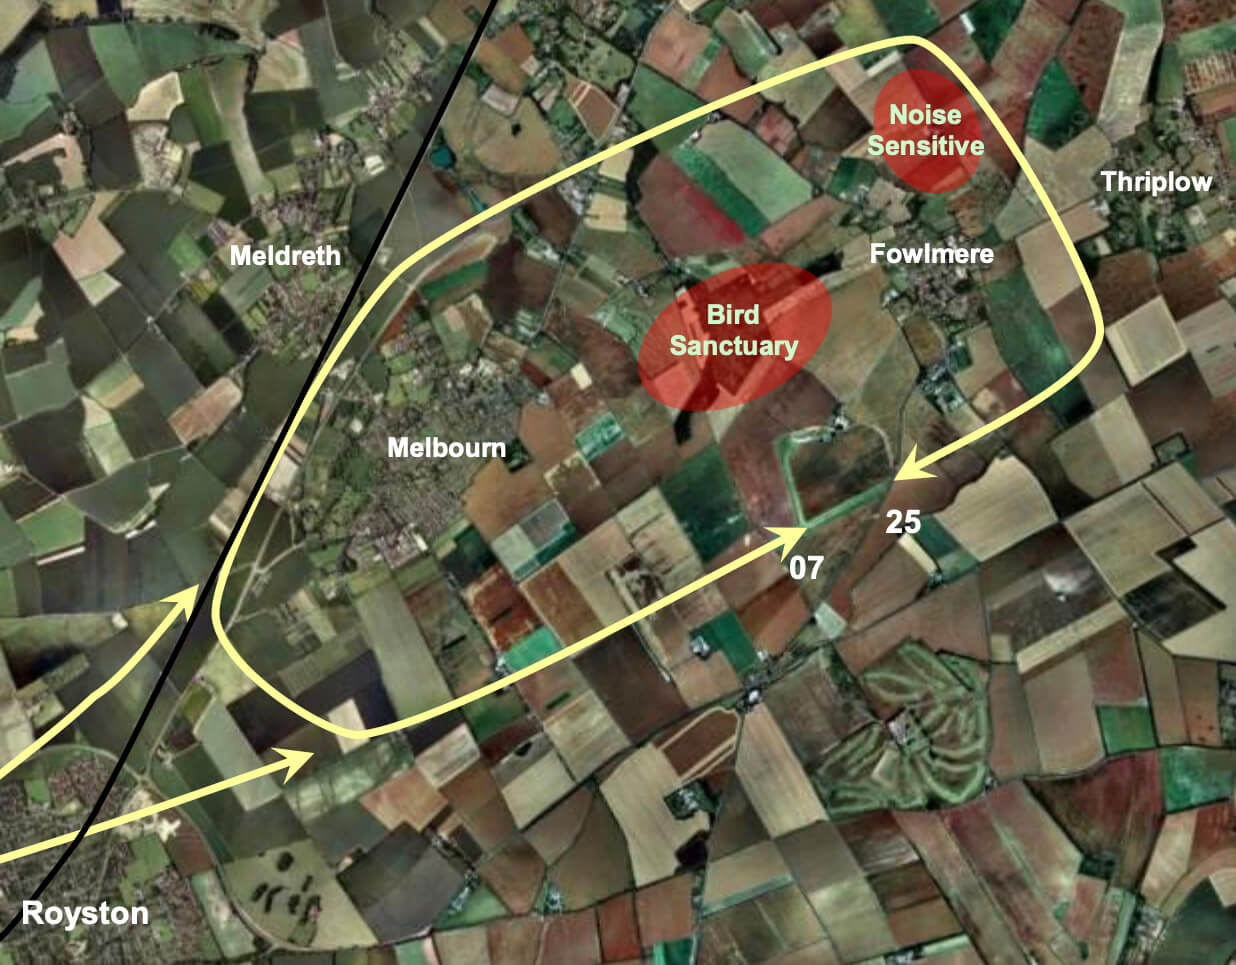 Noise
Sensitive
Thriplow
Meldreth
Fowlmere
Bird
Sanctuary
Melbourn
25
07
Royston